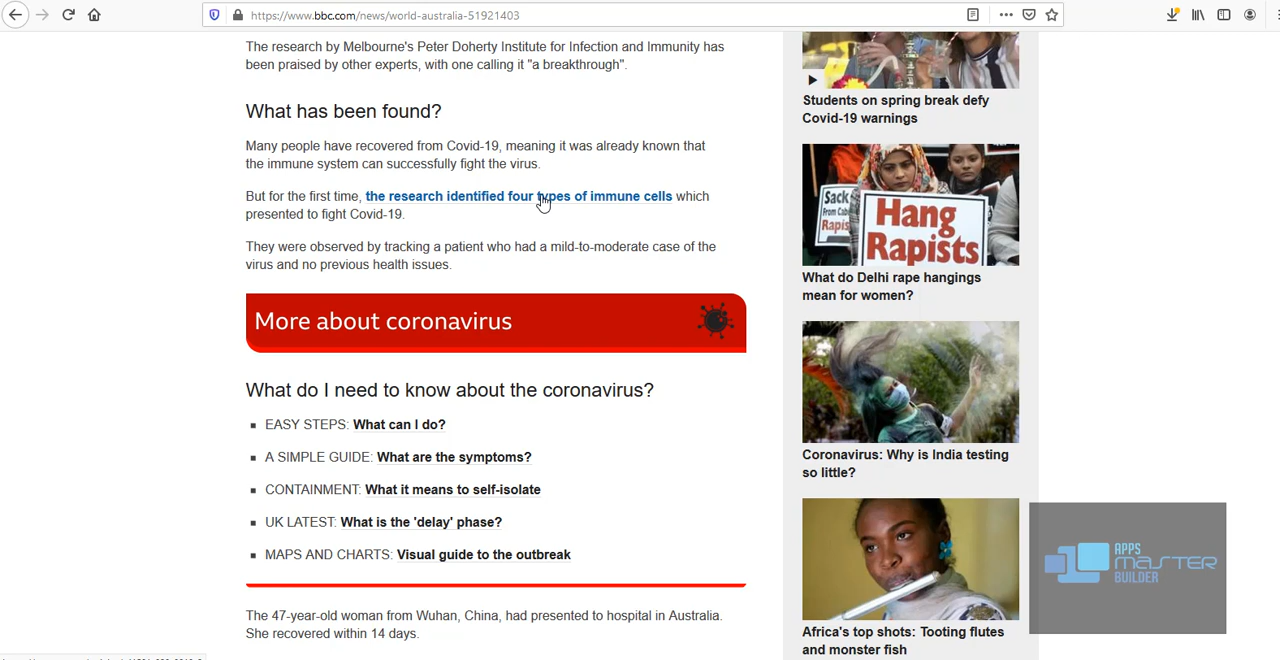 https://www.bbc.com/news/world-australia-51921403
The research by Melbourne's Peter Doherty Institute for Infection and Immunity has
been praised by other experts, with one calling it "a breakthrough".
What has been found?
Many people have recovered from Covid-19, meaning it was already known that
the immune system can successfully fight the virus.
But for the first time, the research identified four types of immune cells which
presented to fight Covid-19.
They were observed by tracking a patient who had a mild-to-moderate case of the
virus and no previous health issues.
More about coronavirus
What do I need to know about the coronavirus?
EASY STEPS: What can I do?
A SIMPLE GUIDE: What are the symptoms?
CONTAINMENT: What it means to self-isolate
UK LATEST: What is the 'delay' phase?
MAPS AND CHARTS: Visual guide to the outbreak
The 47-year-old woman from Wuhan, China, had presented to hospital in Australia.
She recovered within 14 days.
Students on spring break defy
Covid-19 warnings
Sack
From
Rapis
Hang
Rapists
What do Delhi rape hangings
mean for women?
Coronavirus: Why is India testing
so little?
Africa's top shots: Tooting flutes
and monster fish
APPS
MASTER
BUILDER